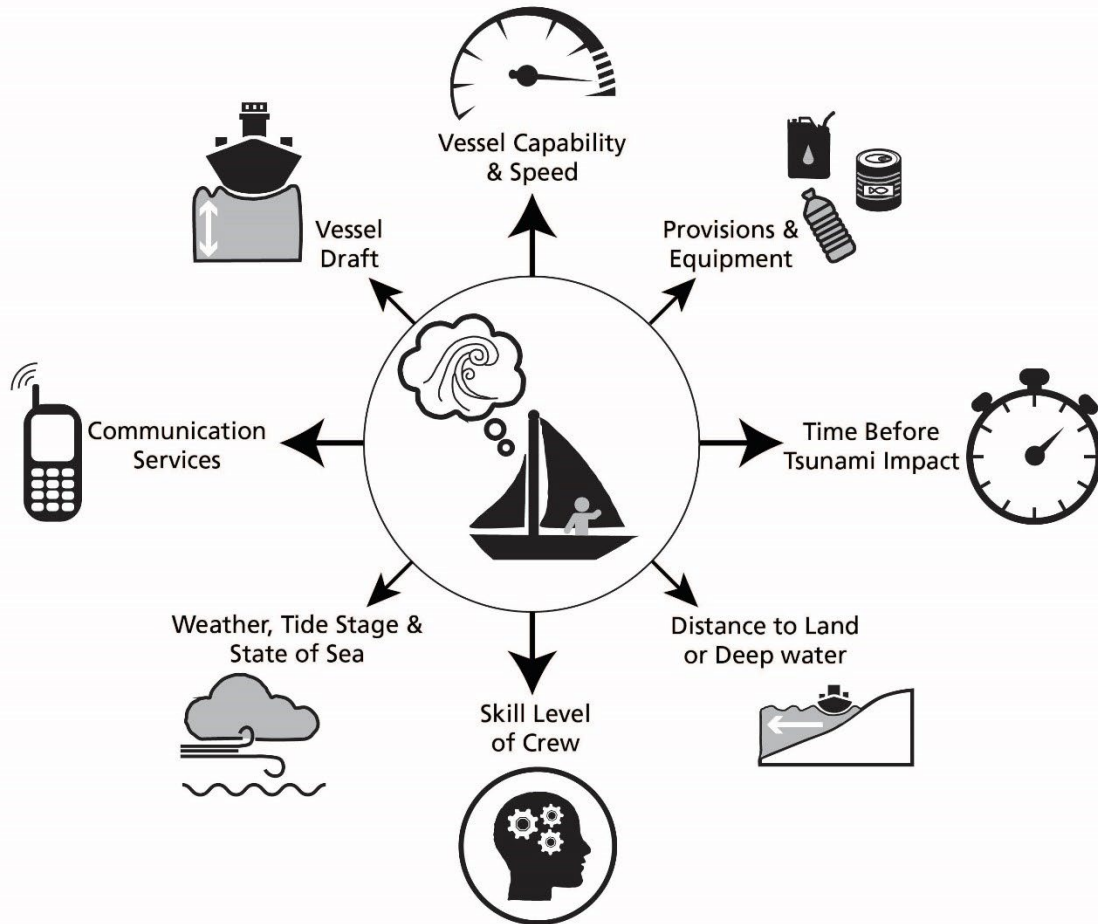 Vessel Capability
& Speed
Provisions &
Equipment
Time Before
Tsunami Impact
Distance to Land
or Deep water
Skill Level
of Crew
Weather, Tide Stage &
State of Sea
Communication
Services
Vessel
Draft